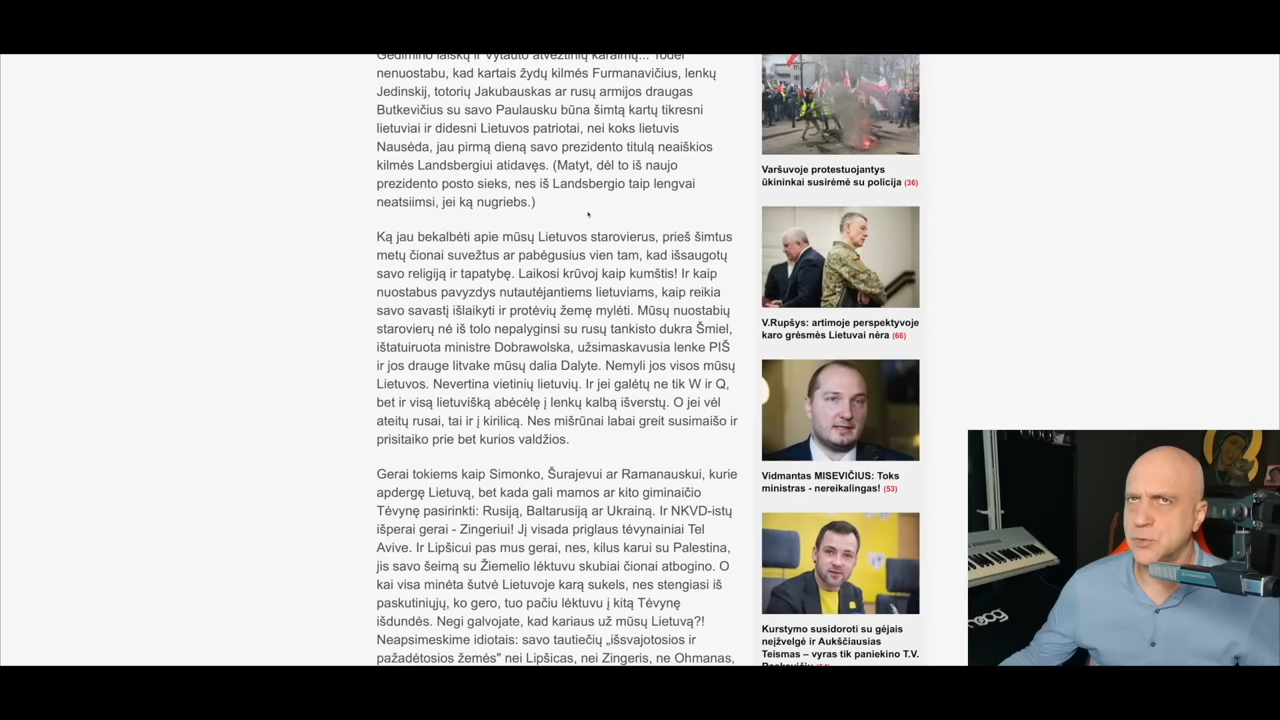 Gedimino laiškų ir Vytauto atvežtinių karaimų... Todėl
nenuostabu, kad kartais žydų kilmės Furmanavičius, lenkų
Jedinskij, totorių Jakubauskas ar rusų armijos draugas
Butkevičius su savo Paulausku būna šimtą kartų tikresni
lietuviai ir didesni Lietuvos patriotai, nei koks lietuvis
Nausėda, jau pirmą dieną savo prezidento titulą neaiškios
kilmės Landsbergiui atidavęs. (Matyt, dėl to iš naujo
prezidento posto sieks, nes iš Landsbergio taip lengvai
neatsiimsi, jei ką nugriebs.)
Ką jau bekalbėti apie mūsų Lietuvos starovierus, prieš šimtus
metų čionai suvežtus ar pabėgusius vien tam, kad išsaugotų
savo religiją ir tapatybę. Laikosi krūvoj kaip kumštis! Ir kaip
nuostabus pavyzdys nutautėjantiems lietuviams, kaip reikia
savo savastį išlaikyti ir protėvių žemę mylėti. Mūsų nuostabių
starovierų nė iš tolo nepalyginsi su rusų tankisto dukra Šmiel,
ištatuiruota ministre Dobrawolska, užsimaskavusia lenke PIŠ
ir jos drauge litvake mūsų dalia Dalyte. Nemyli jos visos mūsų
Lietuvos. Nevertina vietinių lietuvių. Ir jei galėtų ne tik W ir Q,
bet ir visą lietuvišką abėcėlę į lenkų kalbą išverstų. O jei vėl
ateitų rusai, tai ir į kirilicą. Nes mišrūnai labai greit susimaišo ir
prisitaiko prie bet kurios valdžios.
Gerai tokiems kaip Simonko, Šurajevui ar Ramanauskui, kurie
apdergę Lietuvą, bet kada gali mamos ar kito giminaičio
Tėvynę pasirinkti: Rusiją, Baltarusiją ar Ukrainą. Ir NKVD-istų
išperai gerai - Zingeriui! Jį visada priglaus tėvynainiai Tel
Avive. Ir Lipšicui pas mus gerai, nes, kilus karui su Palestina,
jis savo šeimą su Žiemelio lėktuvu skubiai čionai atbogino. O
kai visa minėta šutvė Lietuvoje karą sukels, nes stengiasi iš
paskutiniųjų, ko gero, tuo pačiu lėktuvu į kitą Tėvynę
išdundės. Negi galvojate, kad kariaus už mūsų Lietuvą?!
Neapsimeskime idiotais: savo tautiečių „išsvajotosios ir
pažadėtosios žemės" nei Lipšicas, nei Zingeris, ne Ohmanas,
Varšuvoje protestuojantys
ūkininkai susirėmė su policija (36)
V.Rupšys: artimoje perspektyvoje
karo grėsmės Lietuvai nėra (66)
Vidmantas MISEVIČIUS: Toks
ministras - nereikalingas! (53)
Kurstymo susidoroti su gėjais
neįžvelgė ir Aukščiausias
Teismas – vyras tik paniekino T.V.
moog